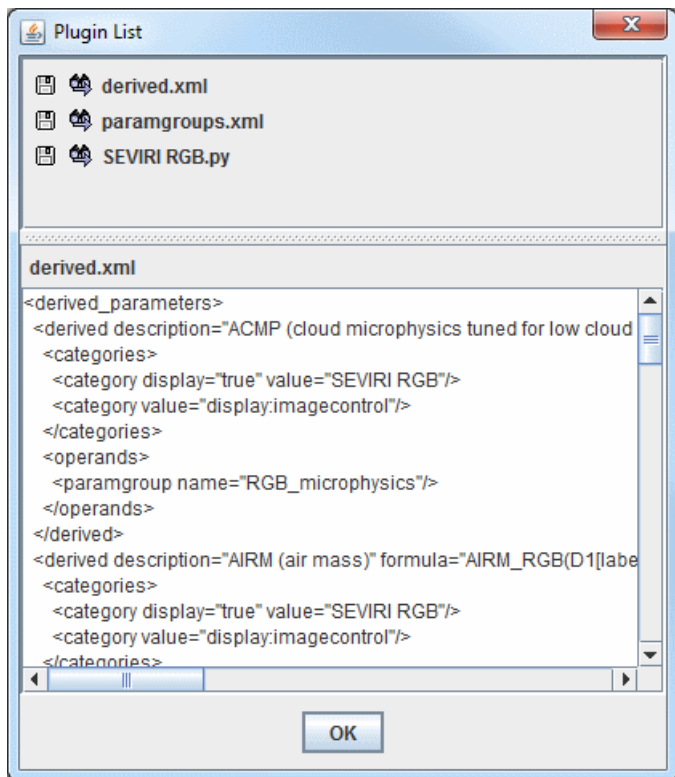 Plugin List
derived.xml
paramgroups.xml
SEVIRI RGB.py
derived.xml
<derived_parameters>
<derived description="ACMP (cloud microphysics tuned for low cloud
<categories>
<category display="true" value="SEVIRI RGB"/>
<category value="display:imagecontrol"/>
</categories>
<operands>
<paramgroup name="RGB_microphysics"/>
</operands>
</derived>
<derived description="AIRM (air mass)" formula="AIRM_RGB(D1[labe
<categories>
<category display="true" value="SEVIRI RGB"/>
<category value="display:imagecontrol"/>
</categories>
OK